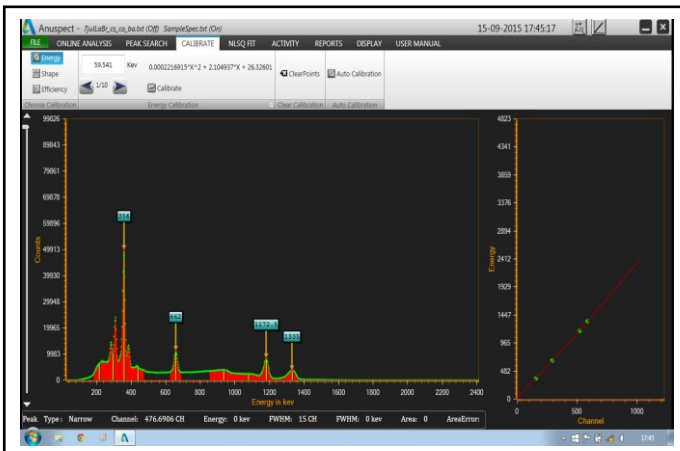 Anuspect - 7julLaBr_cs_co_ba.txt (Off) SampleSpec.txt (On) 15-09-2015 17:45:17
FILE ONLINE ANALYSIS PEAK SEARCH CALIBRATE NLSQ FIT ACTIVITY REPORTS DISPLAY USER MANUAL
Energy 59.541 Kev 0.0002216915*X^2 + 2.104937*X + 26.32601 ClearPoints Auto Calibration
Shape
Efficiency 1/10 Calibrate
Choose Calibration Energy Calibration Clear Calibration Auto Calibration
99826
89843
79861
69878
59896
49913
39930
29948
19965
9983
0
Counts
356
662
1332
200 400 600 800 1000 1200 1400 1600 1800 2000 2200 2400
Energy in kev
4823
4341
3859
3376
2894
2412
1929
1447
965
482
0
Energy
0 500 1000
Channel
Peak Type: Narrow Channel: 476.6906 CH Energy: 0 kev FWHM: 15 CH FWHM: 0 kev Area: 0 AreaError:
17:45